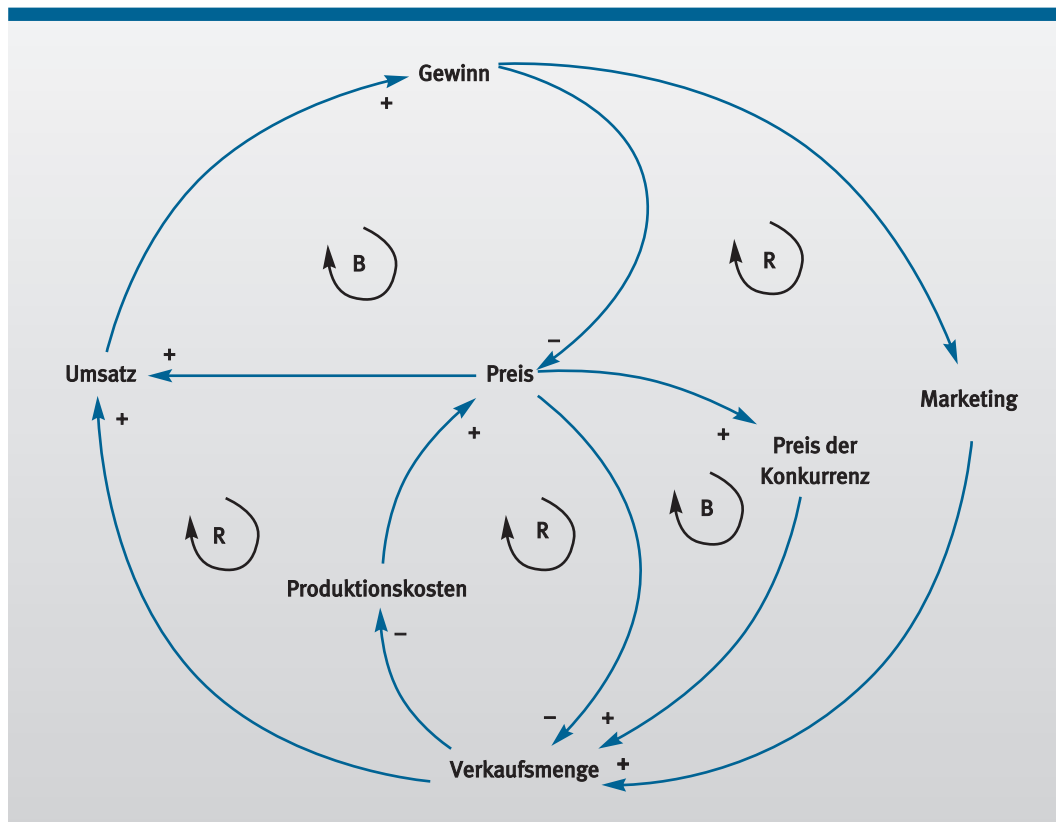 Gewinn
+
B
R
–
+
Umsatz
Preis
Marketing
+
+
+
Preis der
Konkurrenz
R
R
B
Produktionskosten
–
–
+
Verkaufsmenge
+